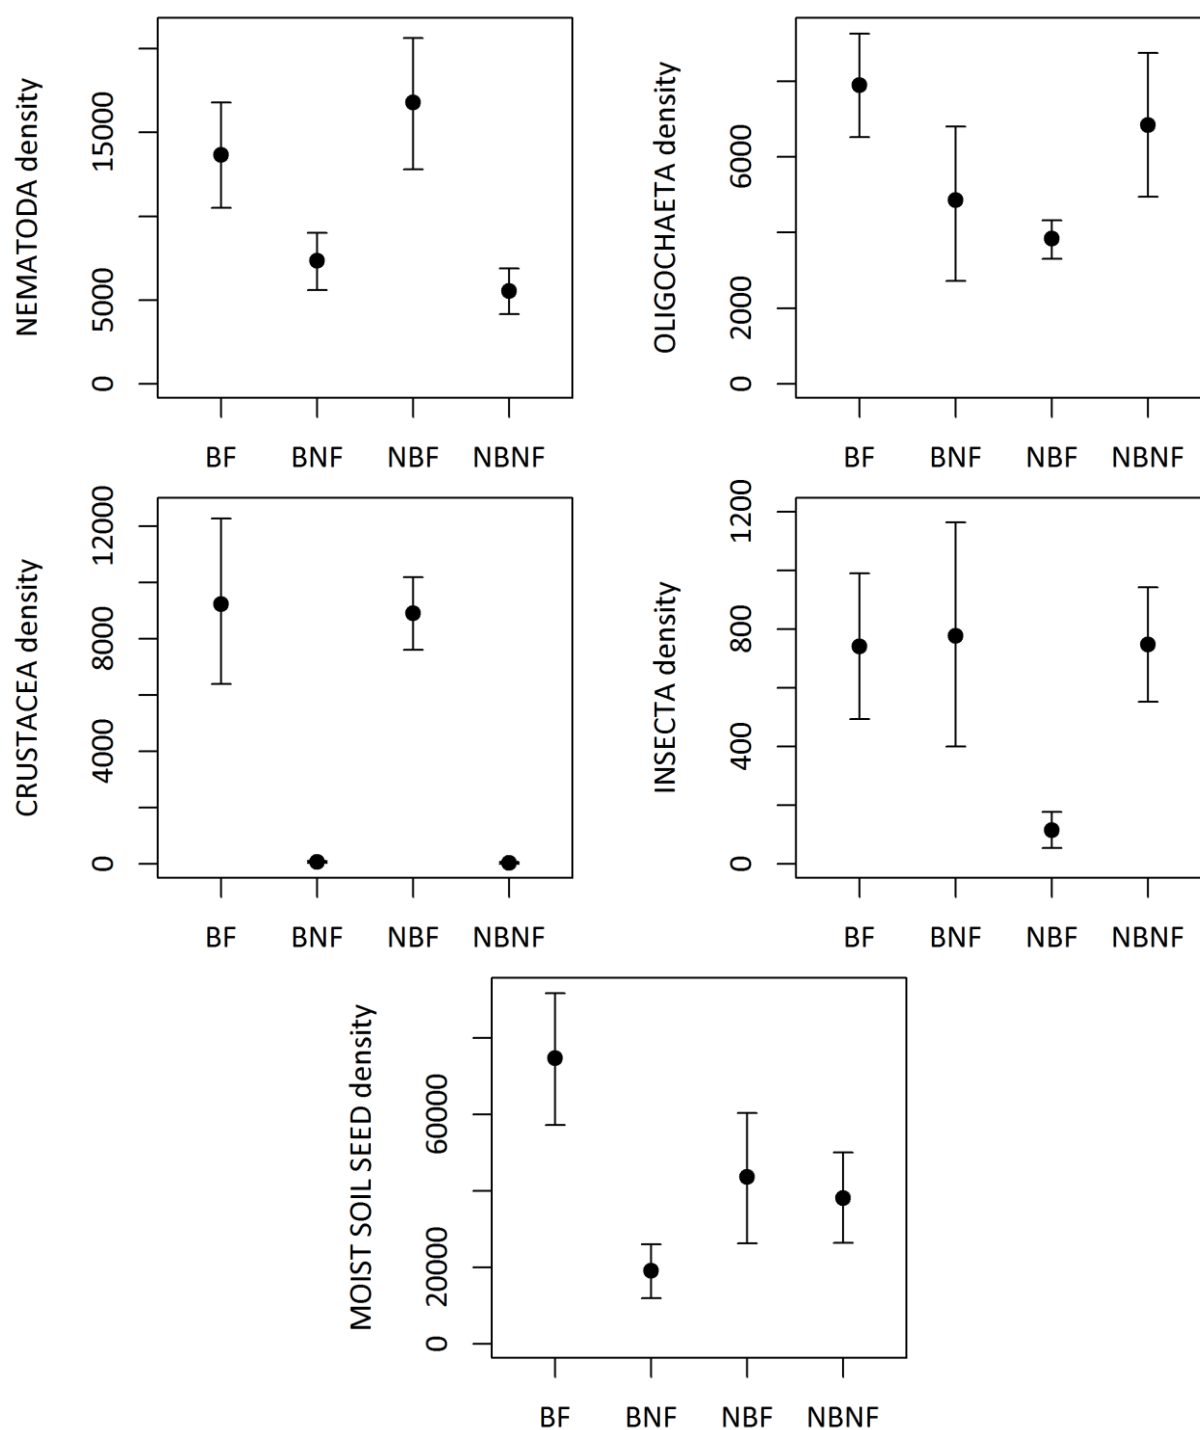 NEMATODA density
15000
5000
0
BF BNF NBF NBNF
OLIGOCHAETA density
6000
2000
0
BF BNF NBF NBNF
CRUSTACEA density
12000
8000
4000
0
BF BNF NBF NBNF
INSECTA density
1200
800
400
0
BF BNF NBF NBNF
MOIST SOIL SEED density
60000
20000
0
BF BNF NBF NBNF